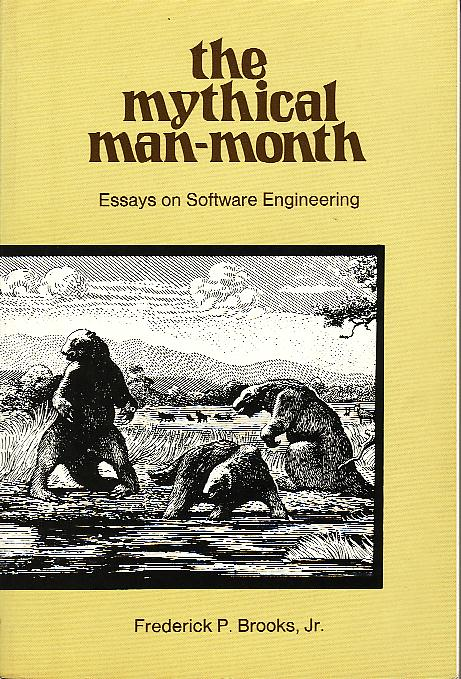 the
mythical
man-month
Essays on Software Engineering
Frederick P. Brooks, Jr.